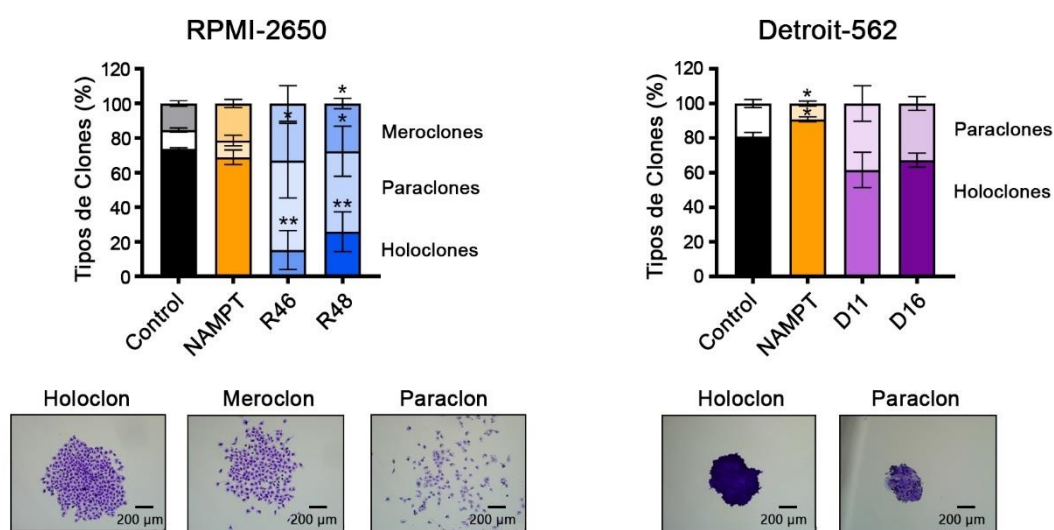 RPMI-2650
Tipos de Clones (%)
120
100
80
60
40
20
0
*
*
*
**
**
Meroclones
Paraclones
Holoclones
Control
NAMPT
R46
R48
Detroit-562
Tipos de Clones (%)
120
100
80
60
40
20
0
*
*
Paraclones
Holoclones
Control
NAMPT
D11
D16
Holoclon
Meroclon
Paraclon
200 µm
200 µm
200 µm
Holoclon
Paraclon
200 µm
200 µm